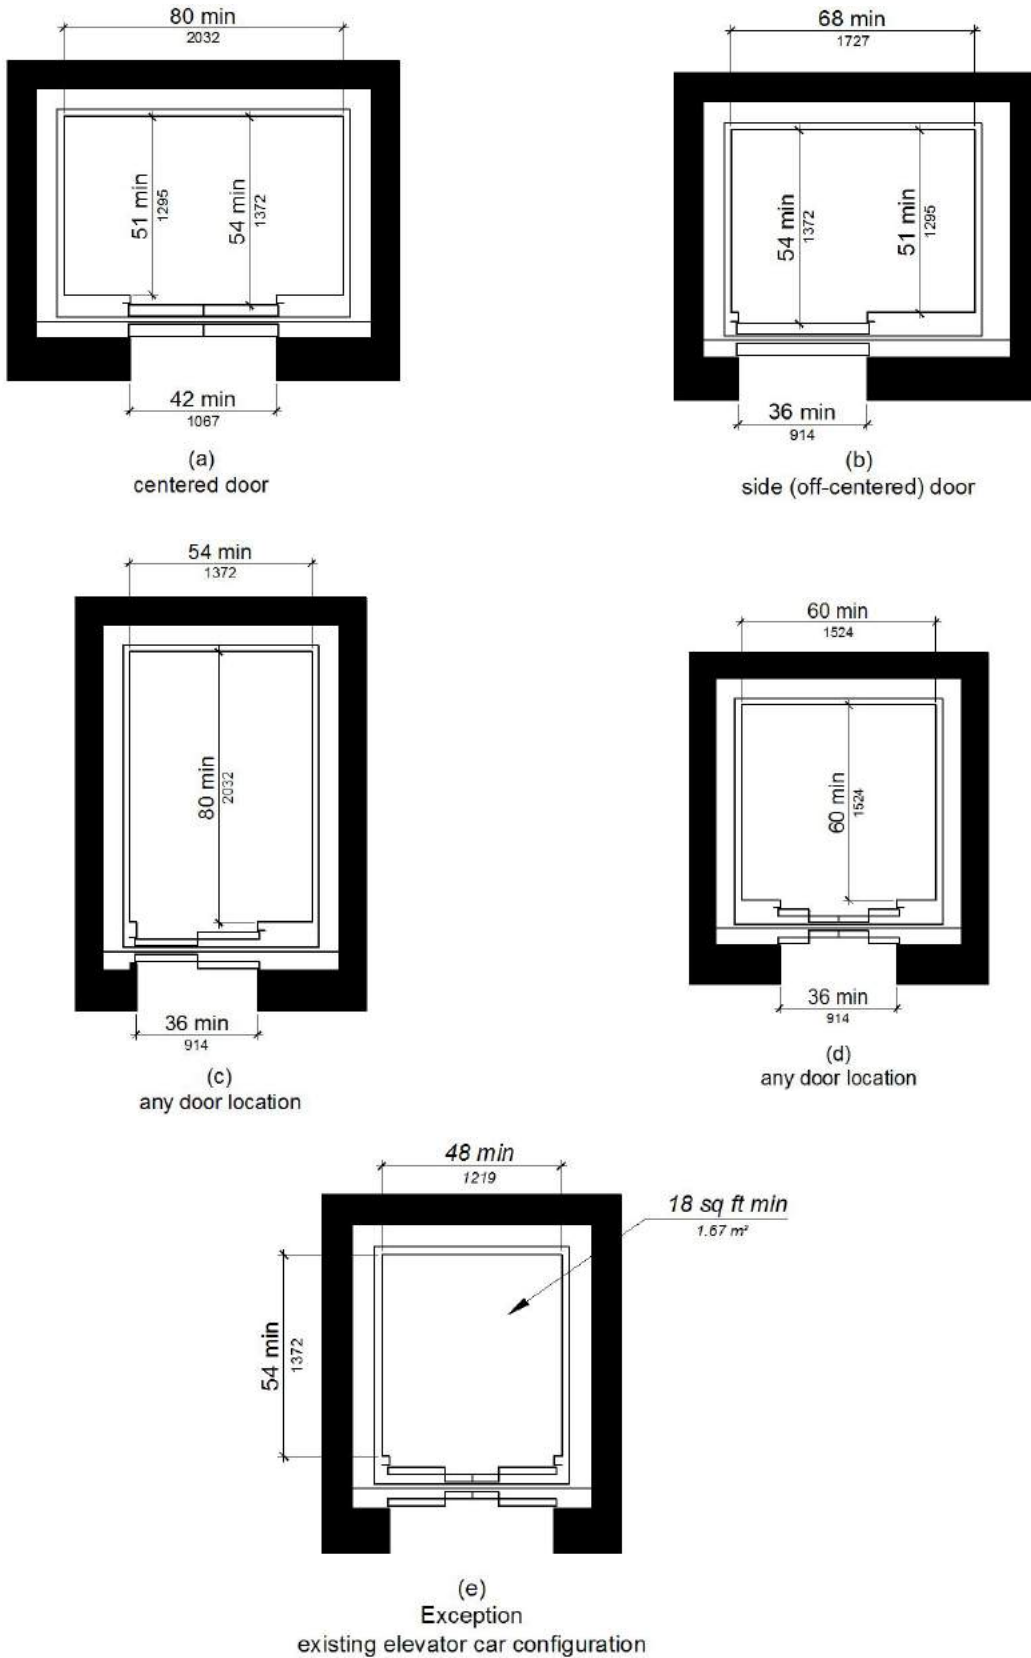 80 min
2032
51 min
1295
54 min
1372
42 min
1067
(a)
centered door
68 min
1727
54 min
1372
51 min
1295
36 min
914
(b)
side (off-centered) door
54 min
1372
80 min
2032
36 min
914
(c)
any door location
60 min
1524
60 min
1524
36 min
914
(d)
any door location
48 min
1219
18 sq ft min
1.67 m²
54 min
1372
(e)
Exception
existing elevator car configuration